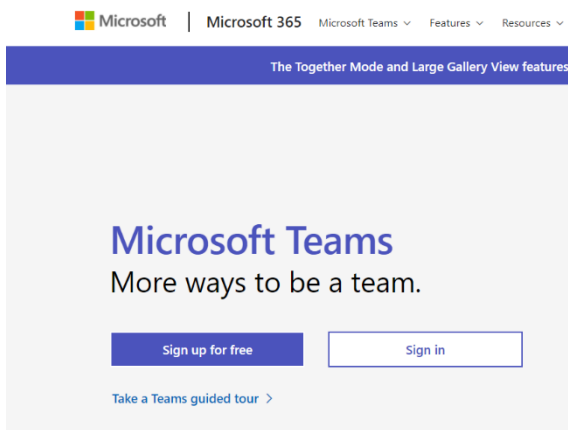 Microsoft | Microsoft 365 Microsoft Teams Features Resources
The Together Mode and Large Gallery View features
Microsoft Teams
More ways to be a team.
Sign up for free Sign in
Take a Teams guided tour >